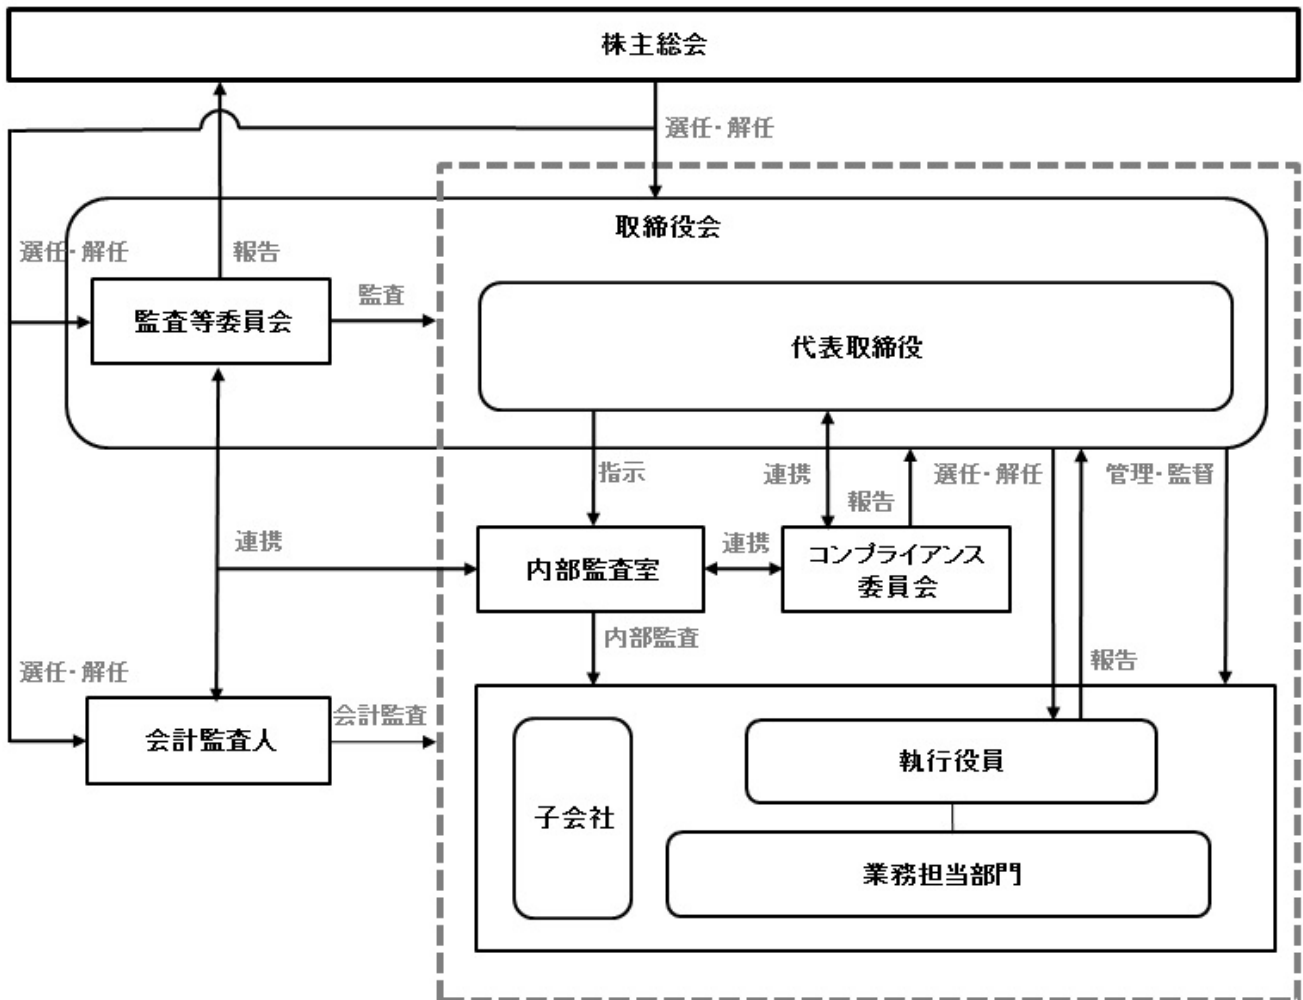 株主総会
選任・解任
取締役会
選任・解任
報告
監査
監査等委員会
代表取締役
指示
連携
報告
選任・解任
管理・監督
連携
連携
内部監査室
コンプライアンス
委員会
内部監査
報告
選任・解任
会計監査
会計監査人
執行役員
子会社
業務担当部門